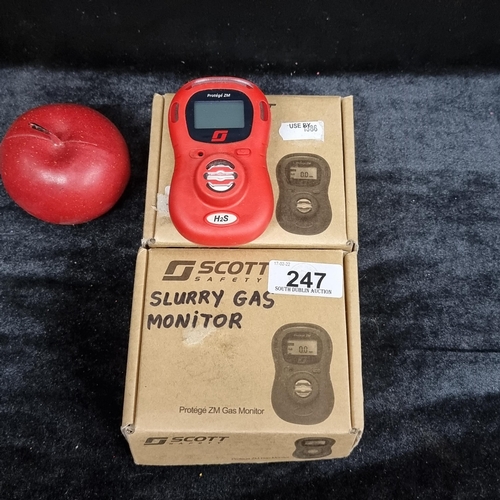 Protégé ZM
USE BY
H2S
SCOTT
SAFETY
247
SOUTH DUBLIN AUCTION
SLURRY GAS
MONITOR
Protégé ZM Gas Monitor
SCOTT
SAFETY